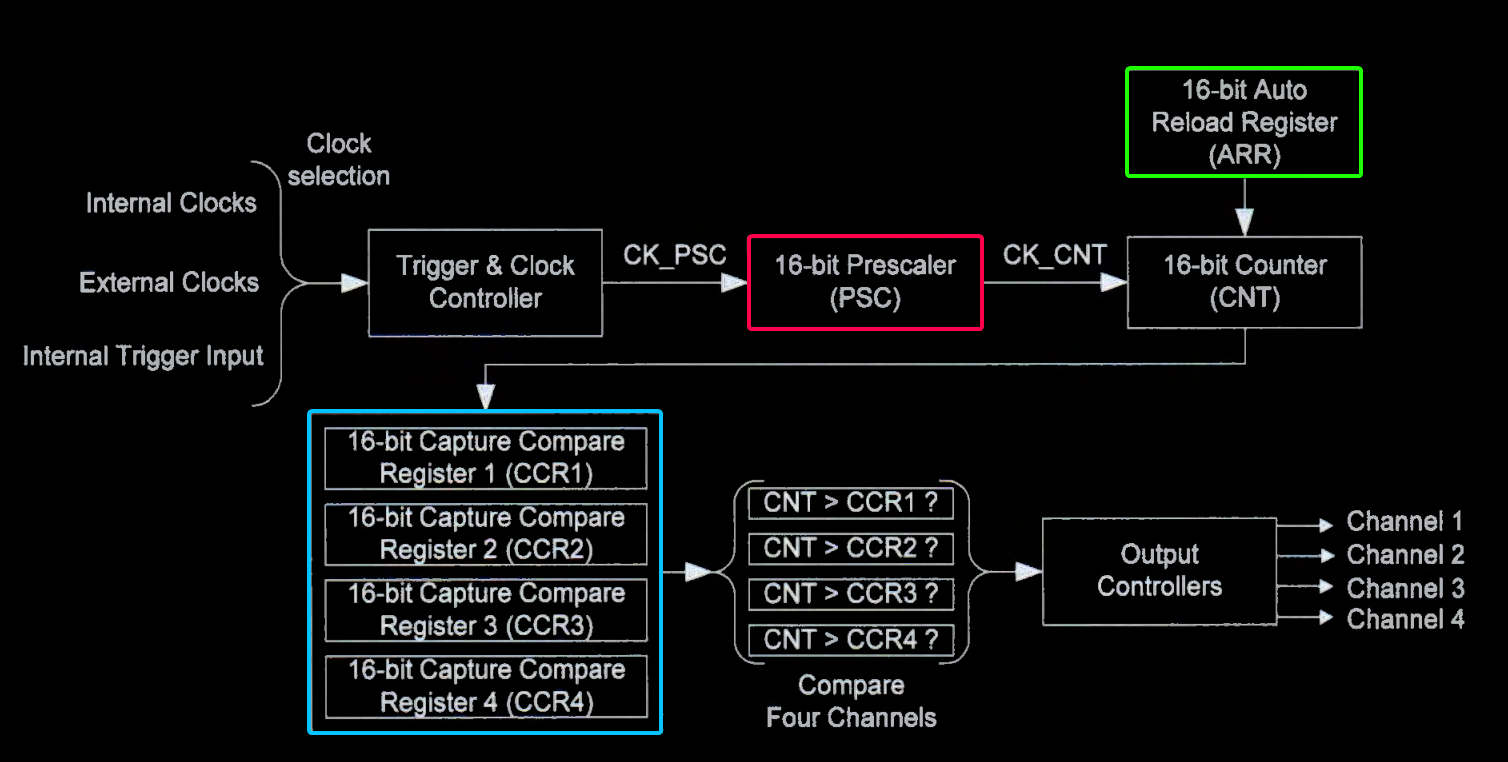 16-bit Auto
Reload Register
(ARR)
Clock
selection
Internal Clocks
External Clocks
Internal Trigger Input
Trigger & Clock
Controller
CK_PSC
16-bit Prescaler
(PSC)
CK_CNT
16-bit Counter
(CNT)
16-bit Capture Compare
Register 1 (CCR1)
16-bit Capture Compare
Register 2 (CCR2)
16-bit Capture Compare
Register 3 (CCR3)
16-bit Capture Compare
Register 4 (CCR4)
CNT > CCR1 ?
CNT > CCR2 ?
CNT > CCR3 ?
CNT > CCR4 ?
Compare
Four Channels
Output
Controllers
Channel 1
Channel 2
Channel 3
Channel 4